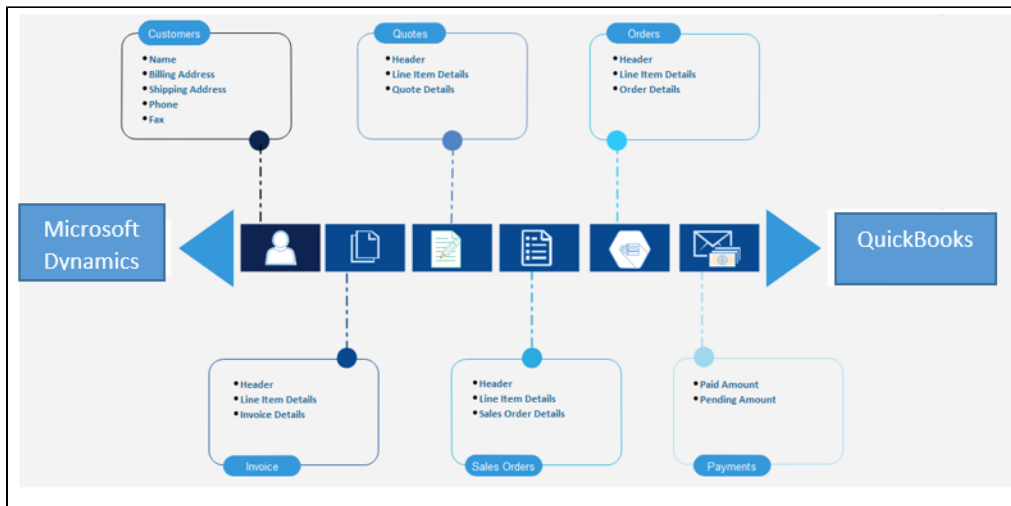 Customers
• Name
• Billing Address
• Shipping Address
• Phone
• Fax
Quotes
• Header
• Line Item Details
• Quote Details
Orders
• Header
• Line Item Details
• Order Details
Microsoft
Dynamics
QuickBooks
• Header
• Line Item Details
• Invoice Details
Invoice
• Header
• Line Item Details
• Sales Order Details
Sales Orders
• Paid Amount
• Pending Amount
Payments